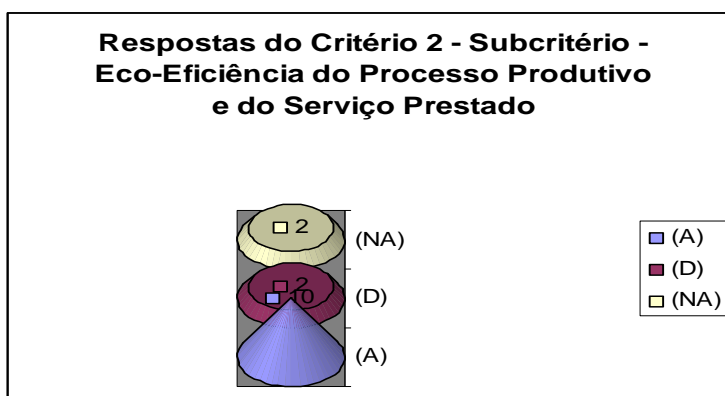 Respostas do Critério 2 - Subcritério -
Eco-Eficiência do Processo Produtivo
e do Serviço Prestado
2
(NA)
2
10
(D)
(A)
(A)
(D)
(NA)